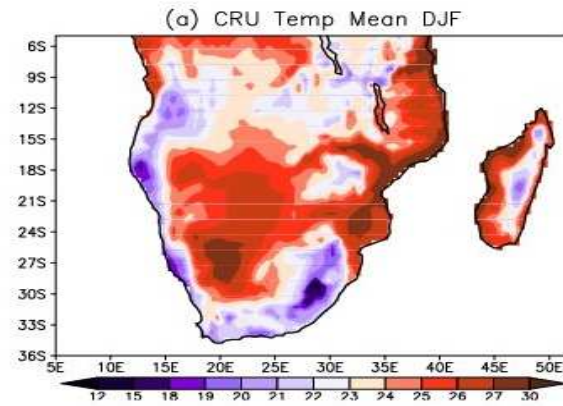 (a) CRU Temp Mean DJF
6S
9S
12S
15S
18S
21S
24S
27S
30S
33S
36S
5E 10E 15E 20E 25E 30E 35E 40E 45E 50E
12 15 18 19 20 21 22 23 24 25 26 27 30